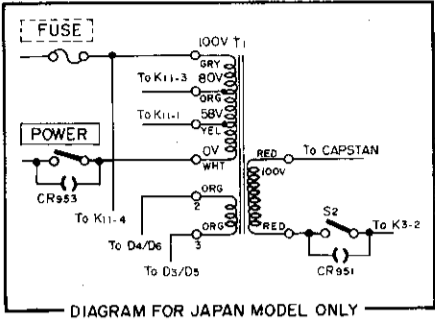 FUSE
100V T1
GRY
To K11-3 80V
ORG
To K11-1 58V
YEL
POWER
0V
WHT
RED To CAPSTAN
100V
CR953
ORG
2
To K11-4
ORG
3
RED
S2
To K3-2
To D4/D6
To D3/D5
CR951
DIAGRAM FOR JAPAN MODEL ONLY